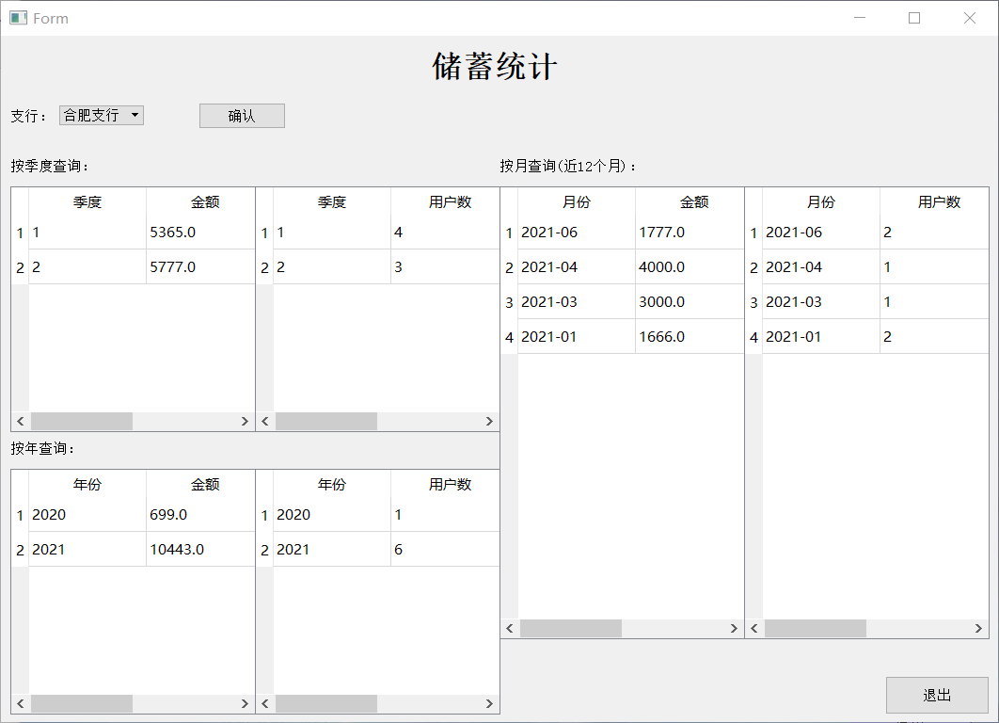 Form
储蓄统计
支行： 合肥支行 确认
按季度查询：
季度 金额
1 1 5365.0
2 2 5777.0
季度 用户数
1 1 4
2 2 3
按年查询：
年份 金额
1 2020 699.0
2 2021 10443.0
年份 用户数
1 2020 1
2 2021 6
按月查询(近12个月)：
月份 金额
1 2021-06 1777.0
2 2021-04 4000.0
3 2021-03 3000.0
4 2021-01 1666.0
月份 用户数
1 2021-06 2
2 2021-04 1
3 2021-03 1
4 2021-01 2
退出